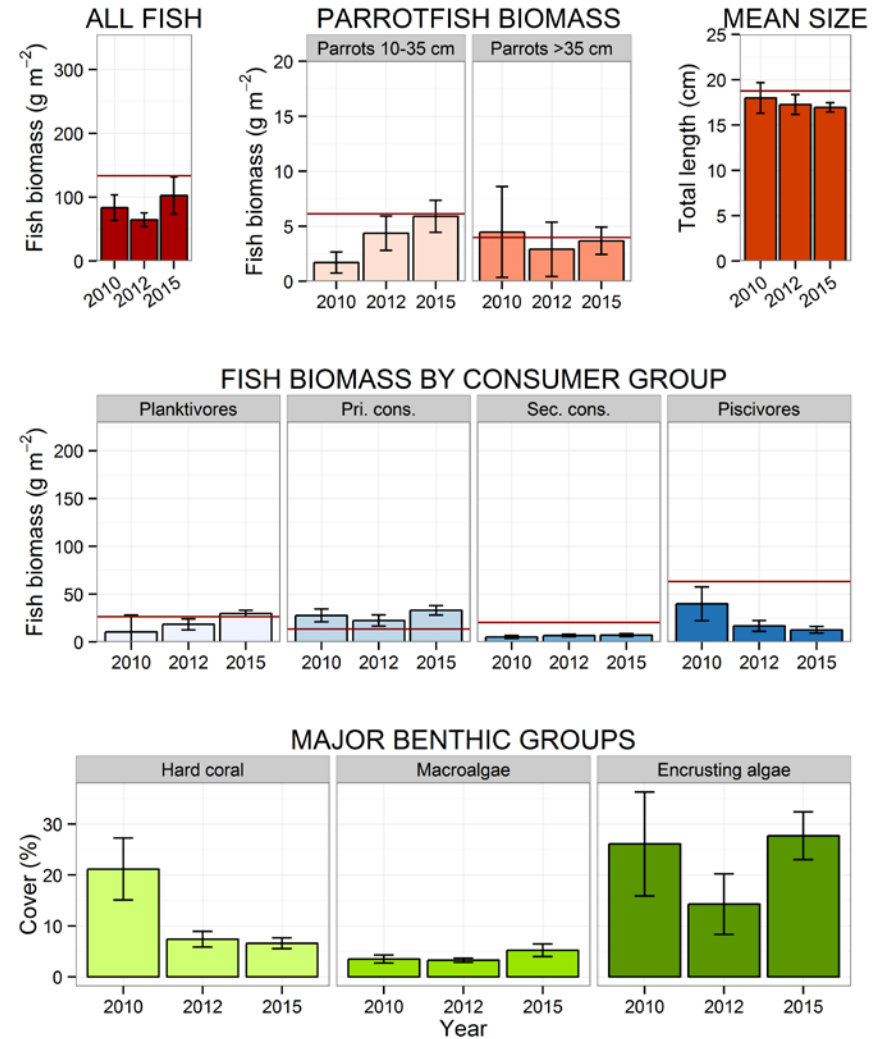 ALL FISH
Fish biomass (g m⁻²)
300
200
100
0
2010 2012 2015
PARROTFISH BIOMASS
Parrots 10-35 cm Parrots >35 cm
Fish biomass (g m⁻²)
20
15
10
5
0
2010 2012 2015 2010 2012 2015
MEAN SIZE
Total length (cm)
25
20
15
10
5
0
2010 2012 2015
FISH BIOMASS BY CONSUMER GROUP
Planktivores Pri. cons. Sec. cons. Piscivores
Fish biomass (g m⁻²)
200
150
100
50
0
2010 2012 2015 2010 2012 2015 2010 2012 2015 2010 2012 2015
MAJOR BENTHIC GROUPS
Hard coral Macroalgae Encrusting algae
Cover (%)
30
20
10
0
2010 2012 2015 2010 2012 2015 2010 2012 2015
Year